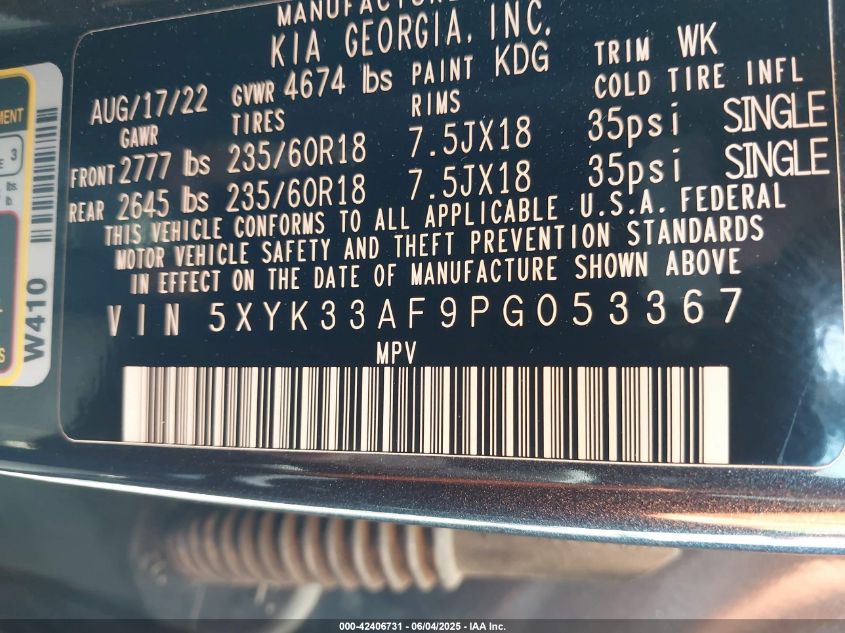 MANUFACTURED
KIA GEORGIA, INC.
AUG/17/22 GVWR 4674 lbs PAINT KDG TRIM WK
GAWR TIRES RIMS COLD TIRE INFL
FRONT 2777 lbs 235/60R18 7.5JX18 35psi SINGLE
REAR 2645 lbs 235/60R18 7.5JX18 35psi SINGLE
THIS VEHICLE CONFORMS TO ALL APPLICABLE U.S.A. FEDERAL
MOTOR VEHICLE SAFETY AND THEFT PREVENTION STANDARDS
IN EFFECT ON THE DATE OF MANUFACTURE SHOWN ABOVE
VIN 5XYK33AF9PG053367
MPV
W410
3
lbs.
lb.
000-42406731 - 06/04/2025 - IAA Inc.